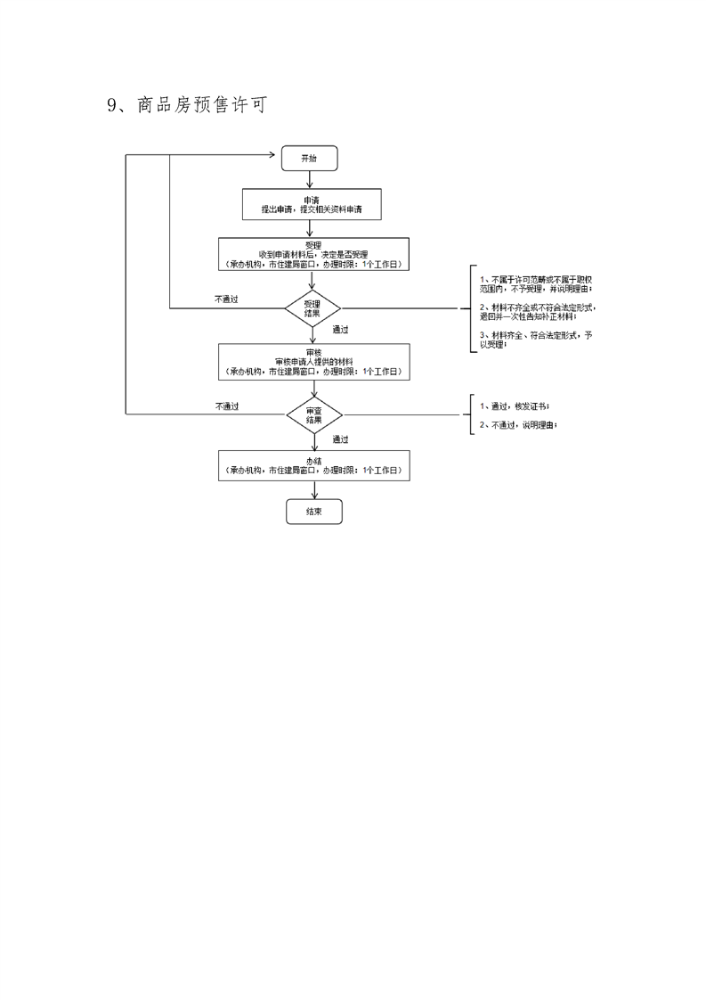 9、商品房预售许可
开始
申请
提出申请，提交相关资料申请
受理
收到申请材料后，决定是否受理
（承办机构，市住建局窗口，办理时限：1个工作日）
不通过
受理
结果
通过
1、不属于许可范畴或不属于职权
范围内，不予受理，并说明理由；
2、材料不齐全或不符合法定形式，
退回并一次性告知补正材料；
3、材料齐全、符合法定形式，予
以受理；
审核
审核申请人提供的材料
（承办机构，市住建局窗口，办理时限：1个工作日）
不通过
审查
结果
通过
1、通过，核发证书；
2、不通过，说明理由；
办结
（承办机构，市住建局窗口，办理时限：1个工作日）
结束